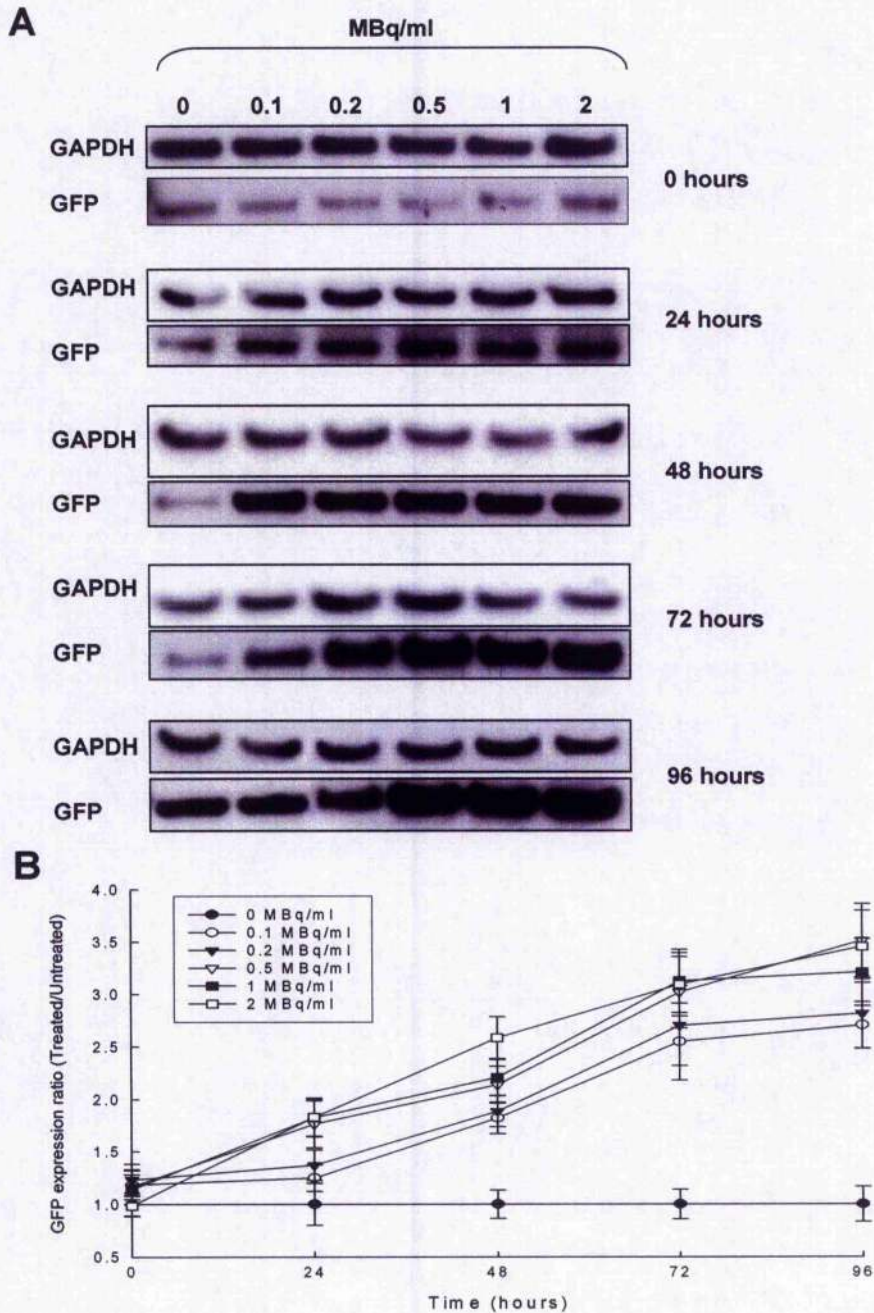 A
MBq/ml
0 0.1 0.2 0.5 1 2
GAPDH
GFP
0 hours
GAPDH
GFP
24 hours
GAPDH
GFP
48 hours
GAPDH
GFP
72 hours
GAPDH
GFP
96 hours
B
GFP expression ratio (Treated/Untreated)
4.0
3.5
3.0
2.5
2.0
1.5
1.0
0.5
0 MBq/ml
0.1 MBq/ml
0.2 MBq/ml
0.5 MBq/ml
1 MBq/ml
2 MBq/ml
0 24 48 72 96
Time (hours)